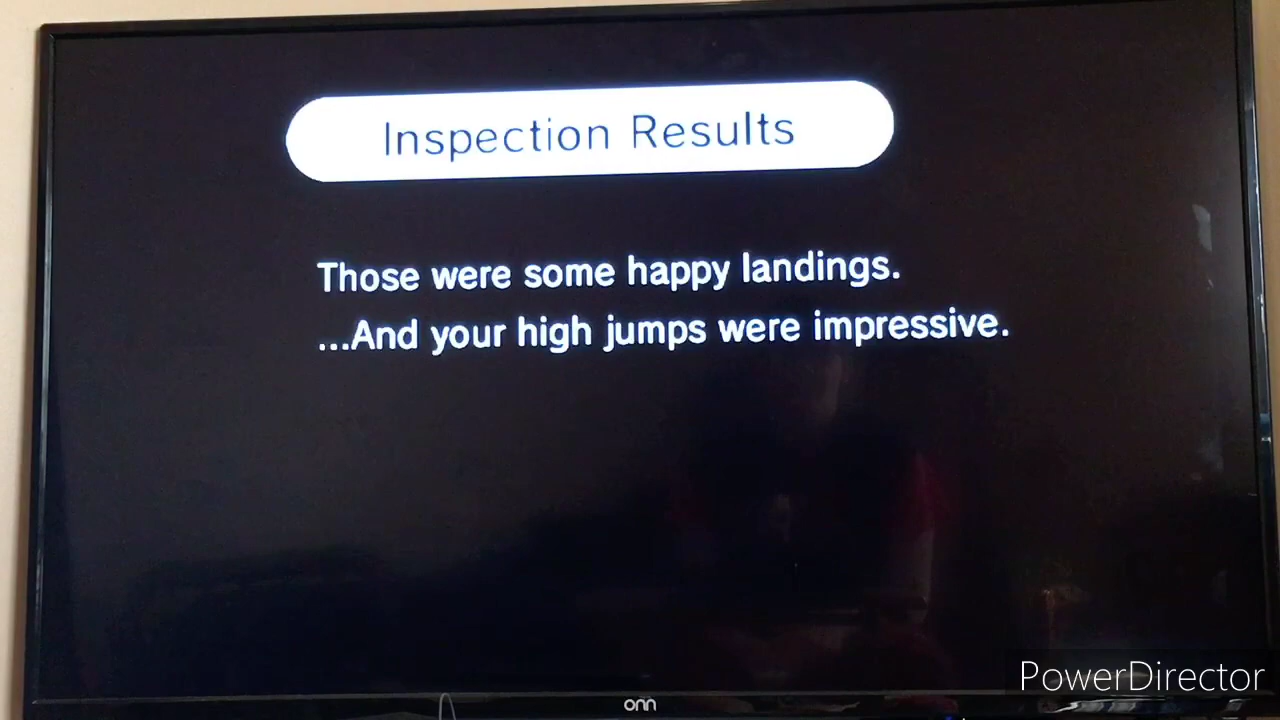 Inspection Results
Those were some happy landings.
...And your high jumps were impressive.
onn
PowerDirector